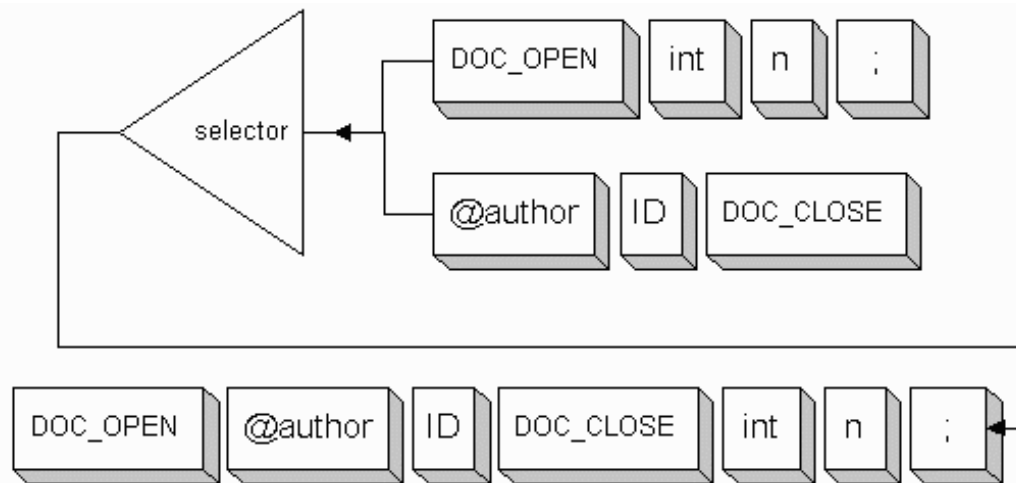 DOC_OPEN int n ;
selector
@author ID DOC_CLOSE
DOC_OPEN @author ID DOC_CLOSE int n ;